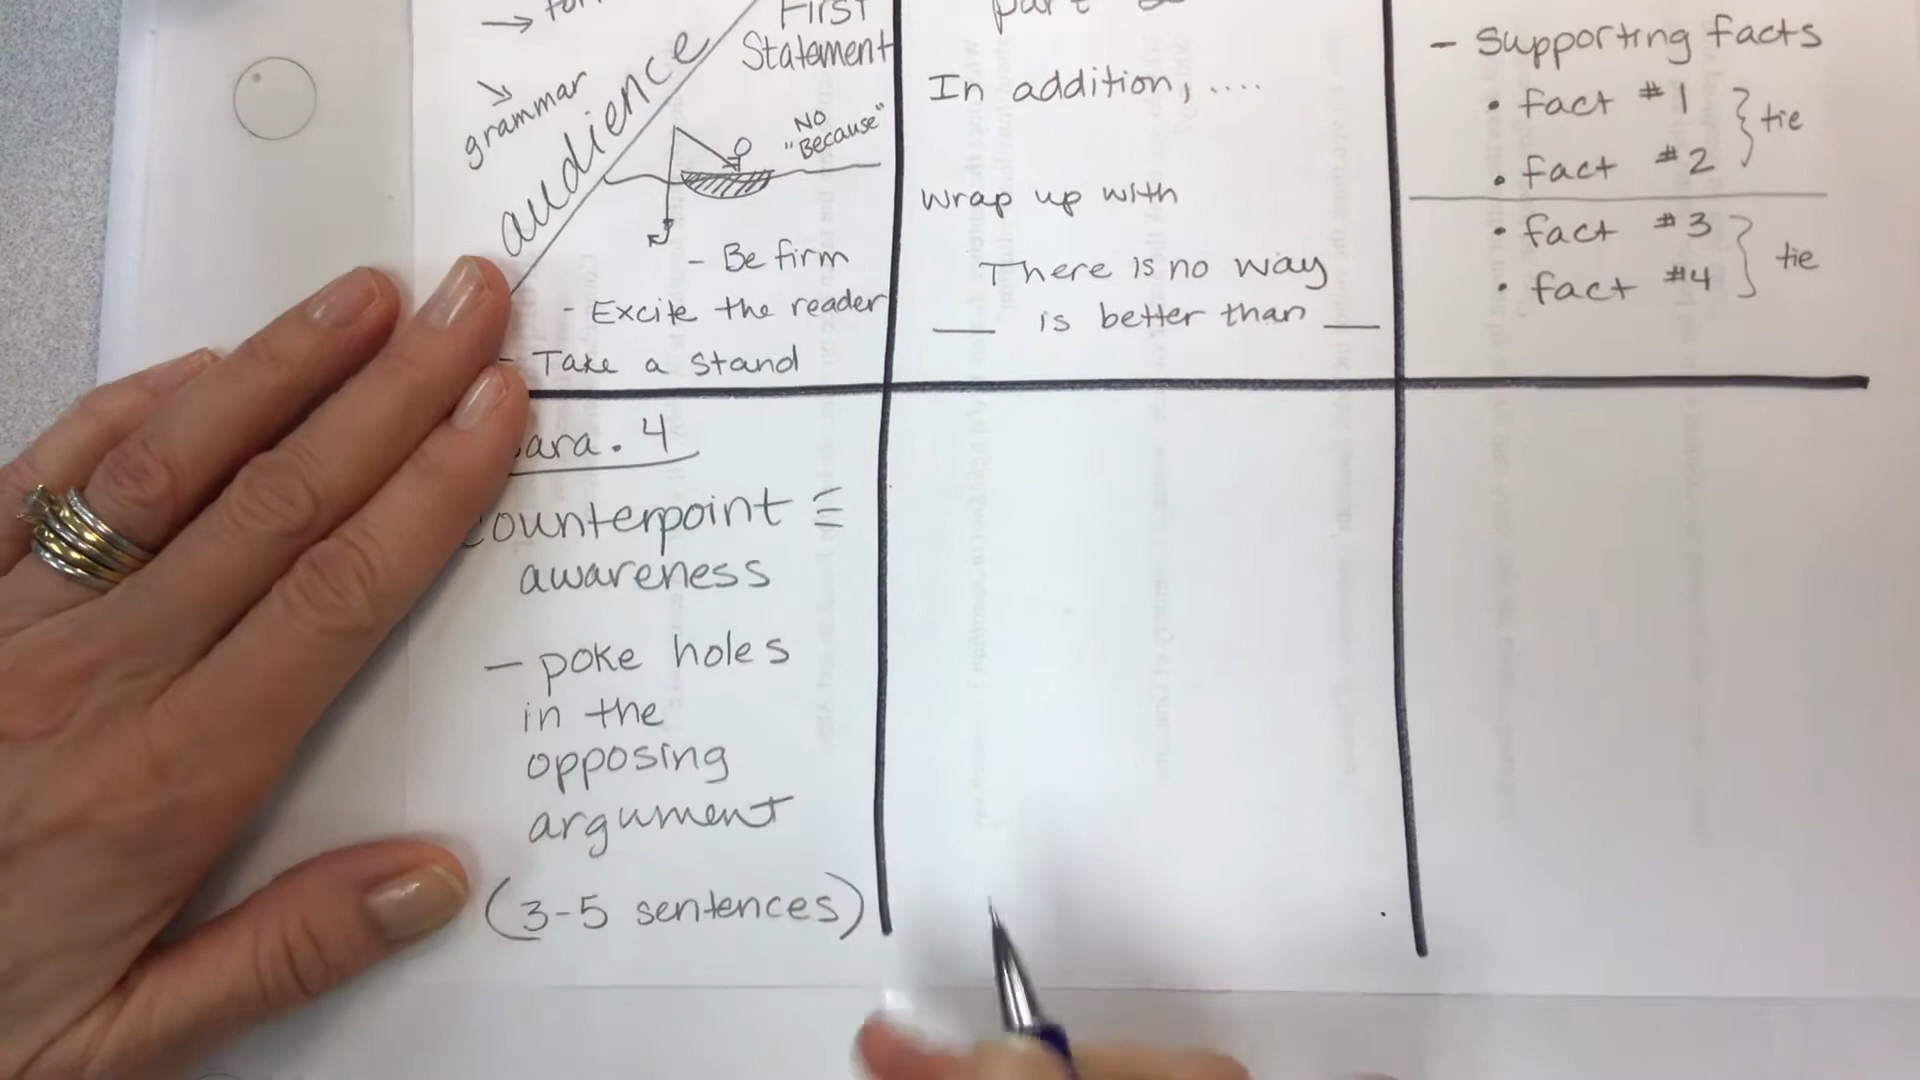 grammar
audience
First
Statement
NO
"Because"
- Be firm
- Excite the reader
- Take a stand
part
In addition, ....
Wrap up with
There is no way
___ is better than ___
- Supporting facts
• fact #1
• fact #2
tie
• fact #3
• fact #4
tie
ara. 4
counterpoint
awareness
- poke holes
in the
opposing
argument
(3-5 sentences)